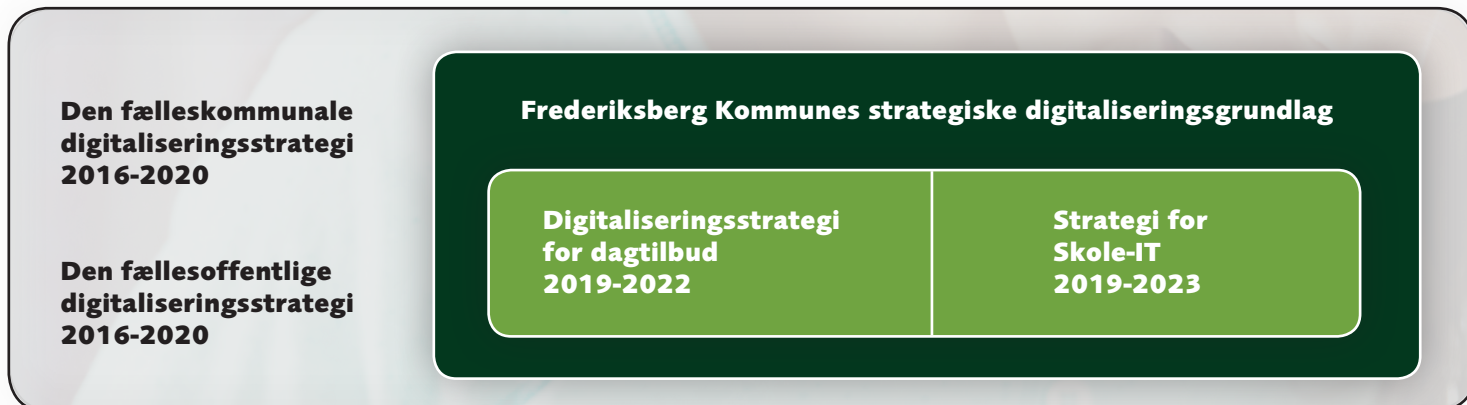 Den fælleskommunale
digitaliseringsstrategi
2016-2020
Den fællesoffentlige
digitaliseringsstrategi
2016-2020
Frederiksberg Kommunes strategiske digitaliseringsgrundlag
Digitaliseringsstrategi
for dagtilbud
2019-2022
Strategi for
Skole-IT
2019-2023